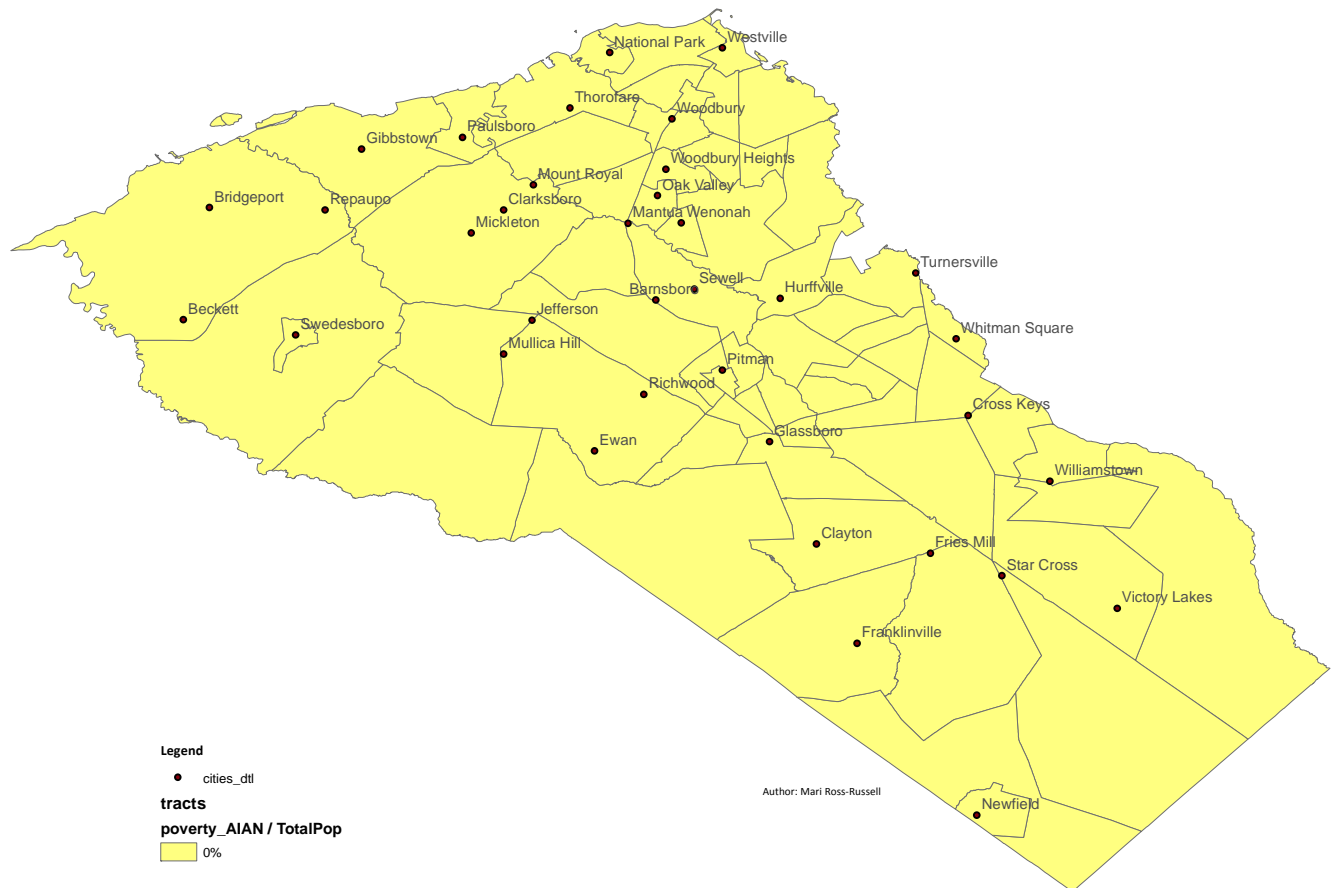 National Park
Westville
Thorofare
Woodbury
Paulsboro
Gibbstown
Woodbury Heights
Mount Royal
Oak Valley
Bridgeport
Repaupo
Clarksboro
Mantua Wenonah
Mickleton
Turnersville
Sewell
Barnsboro
Hurffville
Beckett
Jefferson
Swedesboro
Whitman Square
Mullica Hill
Pitman
Richwood
Cross Keys
Glassboro
Ewan
Williamstown
Clayton
Fries Mill
Star Cross
Victory Lakes
Franklinville
Legend
cities_dtl
tracts
poverty_AIAN / TotalPop
0%
Author: Mari Ross-Russell
Newfield